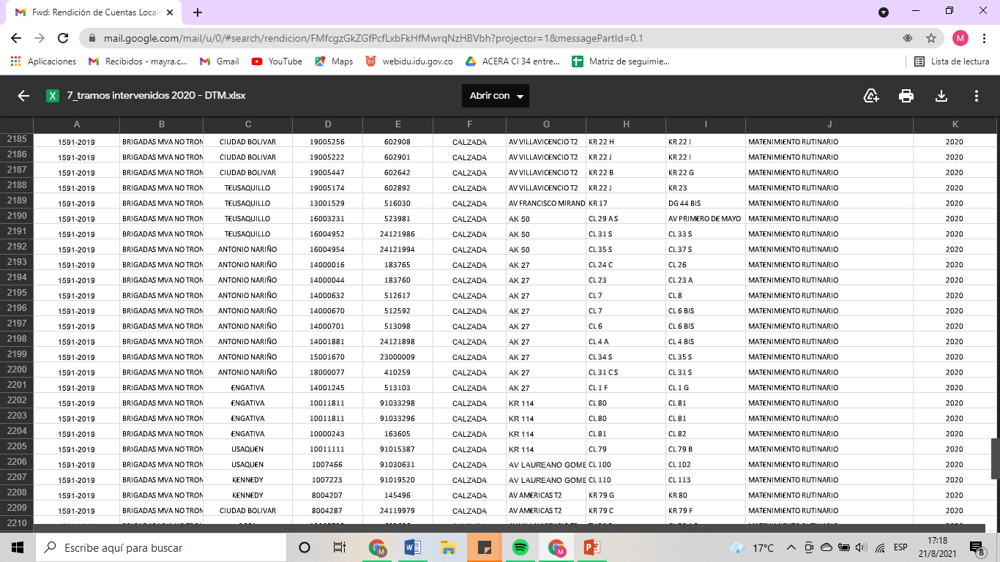 Fwd: Rendición de Cuentas Local
mail.google.com/mail/u/0/#search/rendicion/FMfcgzGkZGfPcfLxbFkHfMwrqNzHBVbh?projector=1&messagePartId=0.1
M
Aplicaciones Recibidos - mayra.c... Gmail YouTube Maps webidu.idu.gov.co ACERA Cl 34 entre... Matriz de seguimie... Lista de lectura
X 7_tramos intervenidos 2020 - DTM.xlsx Abrir con
A B C D E F G H I J K
2185 1591-2019 BRIGADAS MVA NO TRON CIUDAD BOLIVAR 19005256 602908 CALZADA AV VILLAVICENCIO T2 KR 22 H KR 22 I MATENIMIENTO RUTINARIO 2020
2186 1591-2019 BRIGADAS MVA NO TRON CIUDAD BOLIVAR 19005222 602901 CALZADA AV VILLAVICENCIO T2 KR 22 J KR 22 I MATENIMIENTO RUTINARIO 2020
2187 1591-2019 BRIGADAS MVA NO TRON CIUDAD BOLIVAR 19005447 602642 CALZADA AV VILLAVICENCIO T2 KR 22 B KR 22 G MATENIMIENTO RUTINARIO 2020
2188 1591-2019 BRIGADAS MVA NO TRON TEUSAQUILLO 19005174 602892 CALZADA AV VILLAVICENCIO T2 KR 22 J KR 23 MATENIMIENTO RUTINARIO 2020
2189 1591-2019 BRIGADAS MVA NO TRON TEUSAQUILLO 13001529 516030 CALZADA AV FRANCISCO MIRAND KR 17 DG 44 BIS MATENIMIENTO RUTINARIO 2020
2190 1591-2019 BRIGADAS MVA NO TRON TEUSAQUILLO 16003231 523981 CALZADA AK 50 CL 29 A S AV PRIMERO DE MAYO MATENIMIENTO RUTINARIO 2020
2191 1591-2019 BRIGADAS MVA NO TRON TEUSAQUILLO 16004952 24121986 CALZADA AK 50 CL 31 S CL 33 S MATENIMIENTO RUTINARIO 2020
2192 1591-2019 BRIGADAS MVA NO TRON ANTONIO NARIÑO 16004954 24121994 CALZADA AK 50 CL 35 S CL 37 S MATENIMIENTO RUTINARIO 2020
2193 1591-2019 BRIGADAS MVA NO TRON ANTONIO NARIÑO 14000016 183765 CALZADA AK 27 CL 24 C CL 26 MATENIMIENTO RUTINARIO 2020
2194 1591-2019 BRIGADAS MVA NO TRON ANTONIO NARIÑO 14000044 183760 CALZADA AK 27 CL 23 CL 23 A MATENIMIENTO RUTINARIO 2020
2195 1591-2019 BRIGADAS MVA NO TRON ANTONIO NARIÑO 14000632 512617 CALZADA AK 27 CL 7 CL 8 MATENIMIENTO RUTINARIO 2020
2196 1591-2019 BRIGADAS MVA NO TRON ANTONIO NARIÑO 14000670 512592 CALZADA AK 27 CL 7 CL 6 BIS MATENIMIENTO RUTINARIO 2020
2197 1591-2019 BRIGADAS MVA NO TRON ANTONIO NARIÑO 14000701 513098 CALZADA AK 27 CL 6 CL 6 BIS MATENIMIENTO RUTINARIO 2020
2198 1591-2019 BRIGADAS MVA NO TRON ANTONIO NARIÑO 14001881 24121898 CALZADA AK 27 CL 4 A CL 4 BIS MATENIMIENTO RUTINARIO 2020
2199 1591-2019 BRIGADAS MVA NO TRON ANTONIO NARIÑO 15001670 23000009 CALZADA AK 27 CL 34 S CL 35 S MATENIMIENTO RUTINARIO 2020
2200 1591-2019 BRIGADAS MVA NO TRON ANTONIO NARIÑO 18000077 410259 CALZADA AK 27 CL 31 C S CL 31 S MATENIMIENTO RUTINARIO 2020
2201 1591-2019 BRIGADAS MVA NO TRON ENGATIVA 14001245 513103 CALZADA AK 27 CL 1 F CL 1 G MATENIMIENTO RUTINARIO 2020
2202 1591-2019 BRIGADAS MVA NO TRON ENGATIVA 10011811 91033298 CALZADA KR 114 CL 80 CL 81 MATENIMIENTO RUTINARIO 2020
2203 1591-2019 BRIGADAS MVA NO TRON ENGATIVA 10011811 91033296 CALZADA KR 114 CL 80 CL 81 MATENIMIENTO RUTINARIO 2020
2204 1591-2019 BRIGADAS MVA NO TRON ENGATIVA 10000243 163605 CALZADA KR 114 CL 81 CL 82 MATENIMIENTO RUTINARIO 2020
2205 1591-2019 BRIGADAS MVA NO TRON USAQUEN 10011111 91015387 CALZADA KR 114 CL 79 CL 79 B MATENIMIENTO RUTINARIO 2020
2206 1591-2019 BRIGADAS MVA NO TRON USAQUEN 1007466 91030631 CALZADA AV LAUREANO GOME CL 100 CL 102 MATENIMIENTO RUTINARIO 2020
2207 1591-2019 BRIGADAS MVA NO TRON KENNEDY 1007223 91019520 CALZADA AV LAUREANO GOME CL 110 CL 113 MATENIMIENTO RUTINARIO 2020
2208 1591-2019 BRIGADAS MVA NO TRON KENNEDY 8004207 145496 CALZADA AV AMERICAS T2 KR 79 G KR 80 MATENIMIENTO RUTINARIO 2020
2209 1591-2019 BRIGADAS MVA NO TRON CIUDAD BOLIVAR 8004287 24119979 CALZADA AV AMERICAS T2 KR 79 C KR 79 F MATENIMIENTO RUTINARIO 2020
2210
Escribe aquí para buscar 17°C ESP 17:18
21/8/2021 8